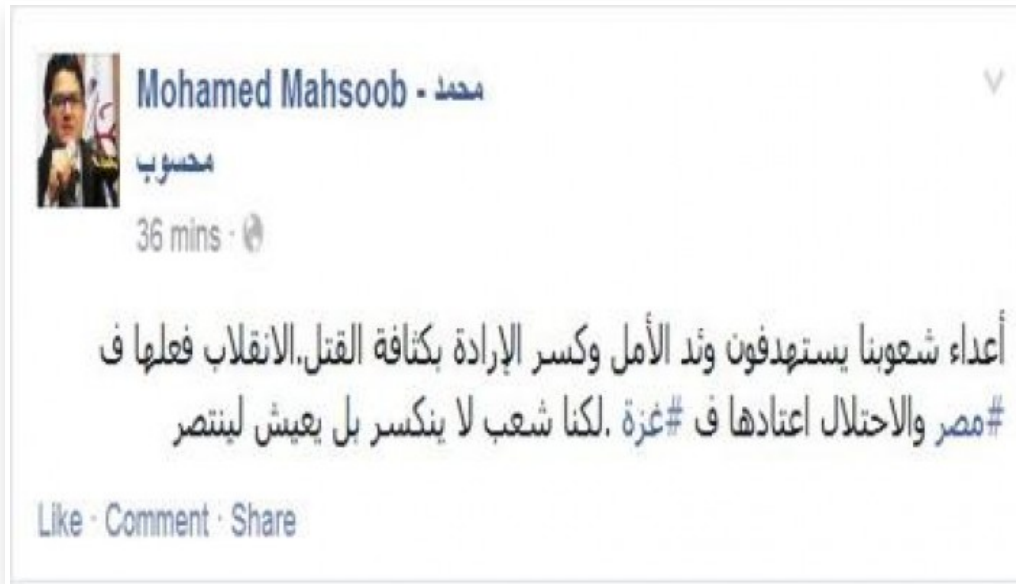 Mohamed Mahsoob - محمد
محسوب
36 mins ·
أعداء شعوبنا يستهدفون وئد الأمل وكسر الإرادة بكثافة القتل.الانقلاب فعلها ف
#مصر والاحتلال اعتادها ف #غزة .لكنا شعب لا ينكسر بل يعيش لينتصر
Like · Comment · Share